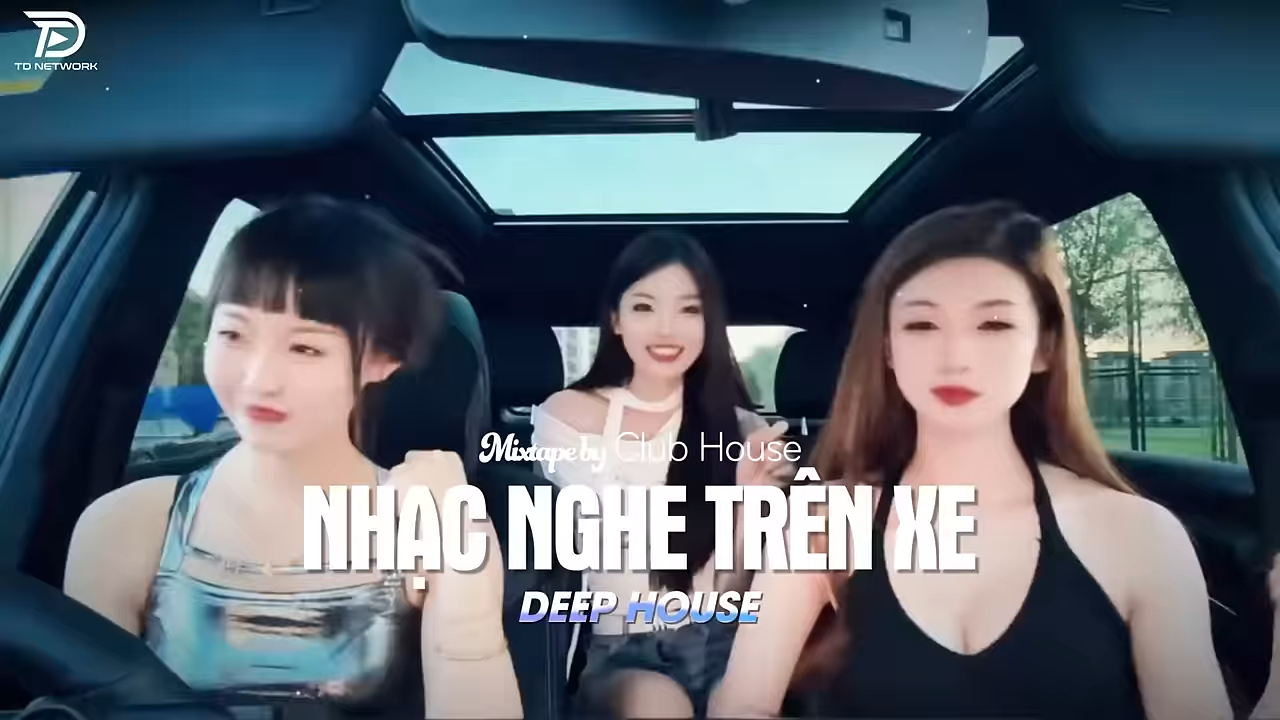 TD NETWORK
Mixtape by Club House
NHẠC NGHE TRÊN XE
DEEP HOUSE